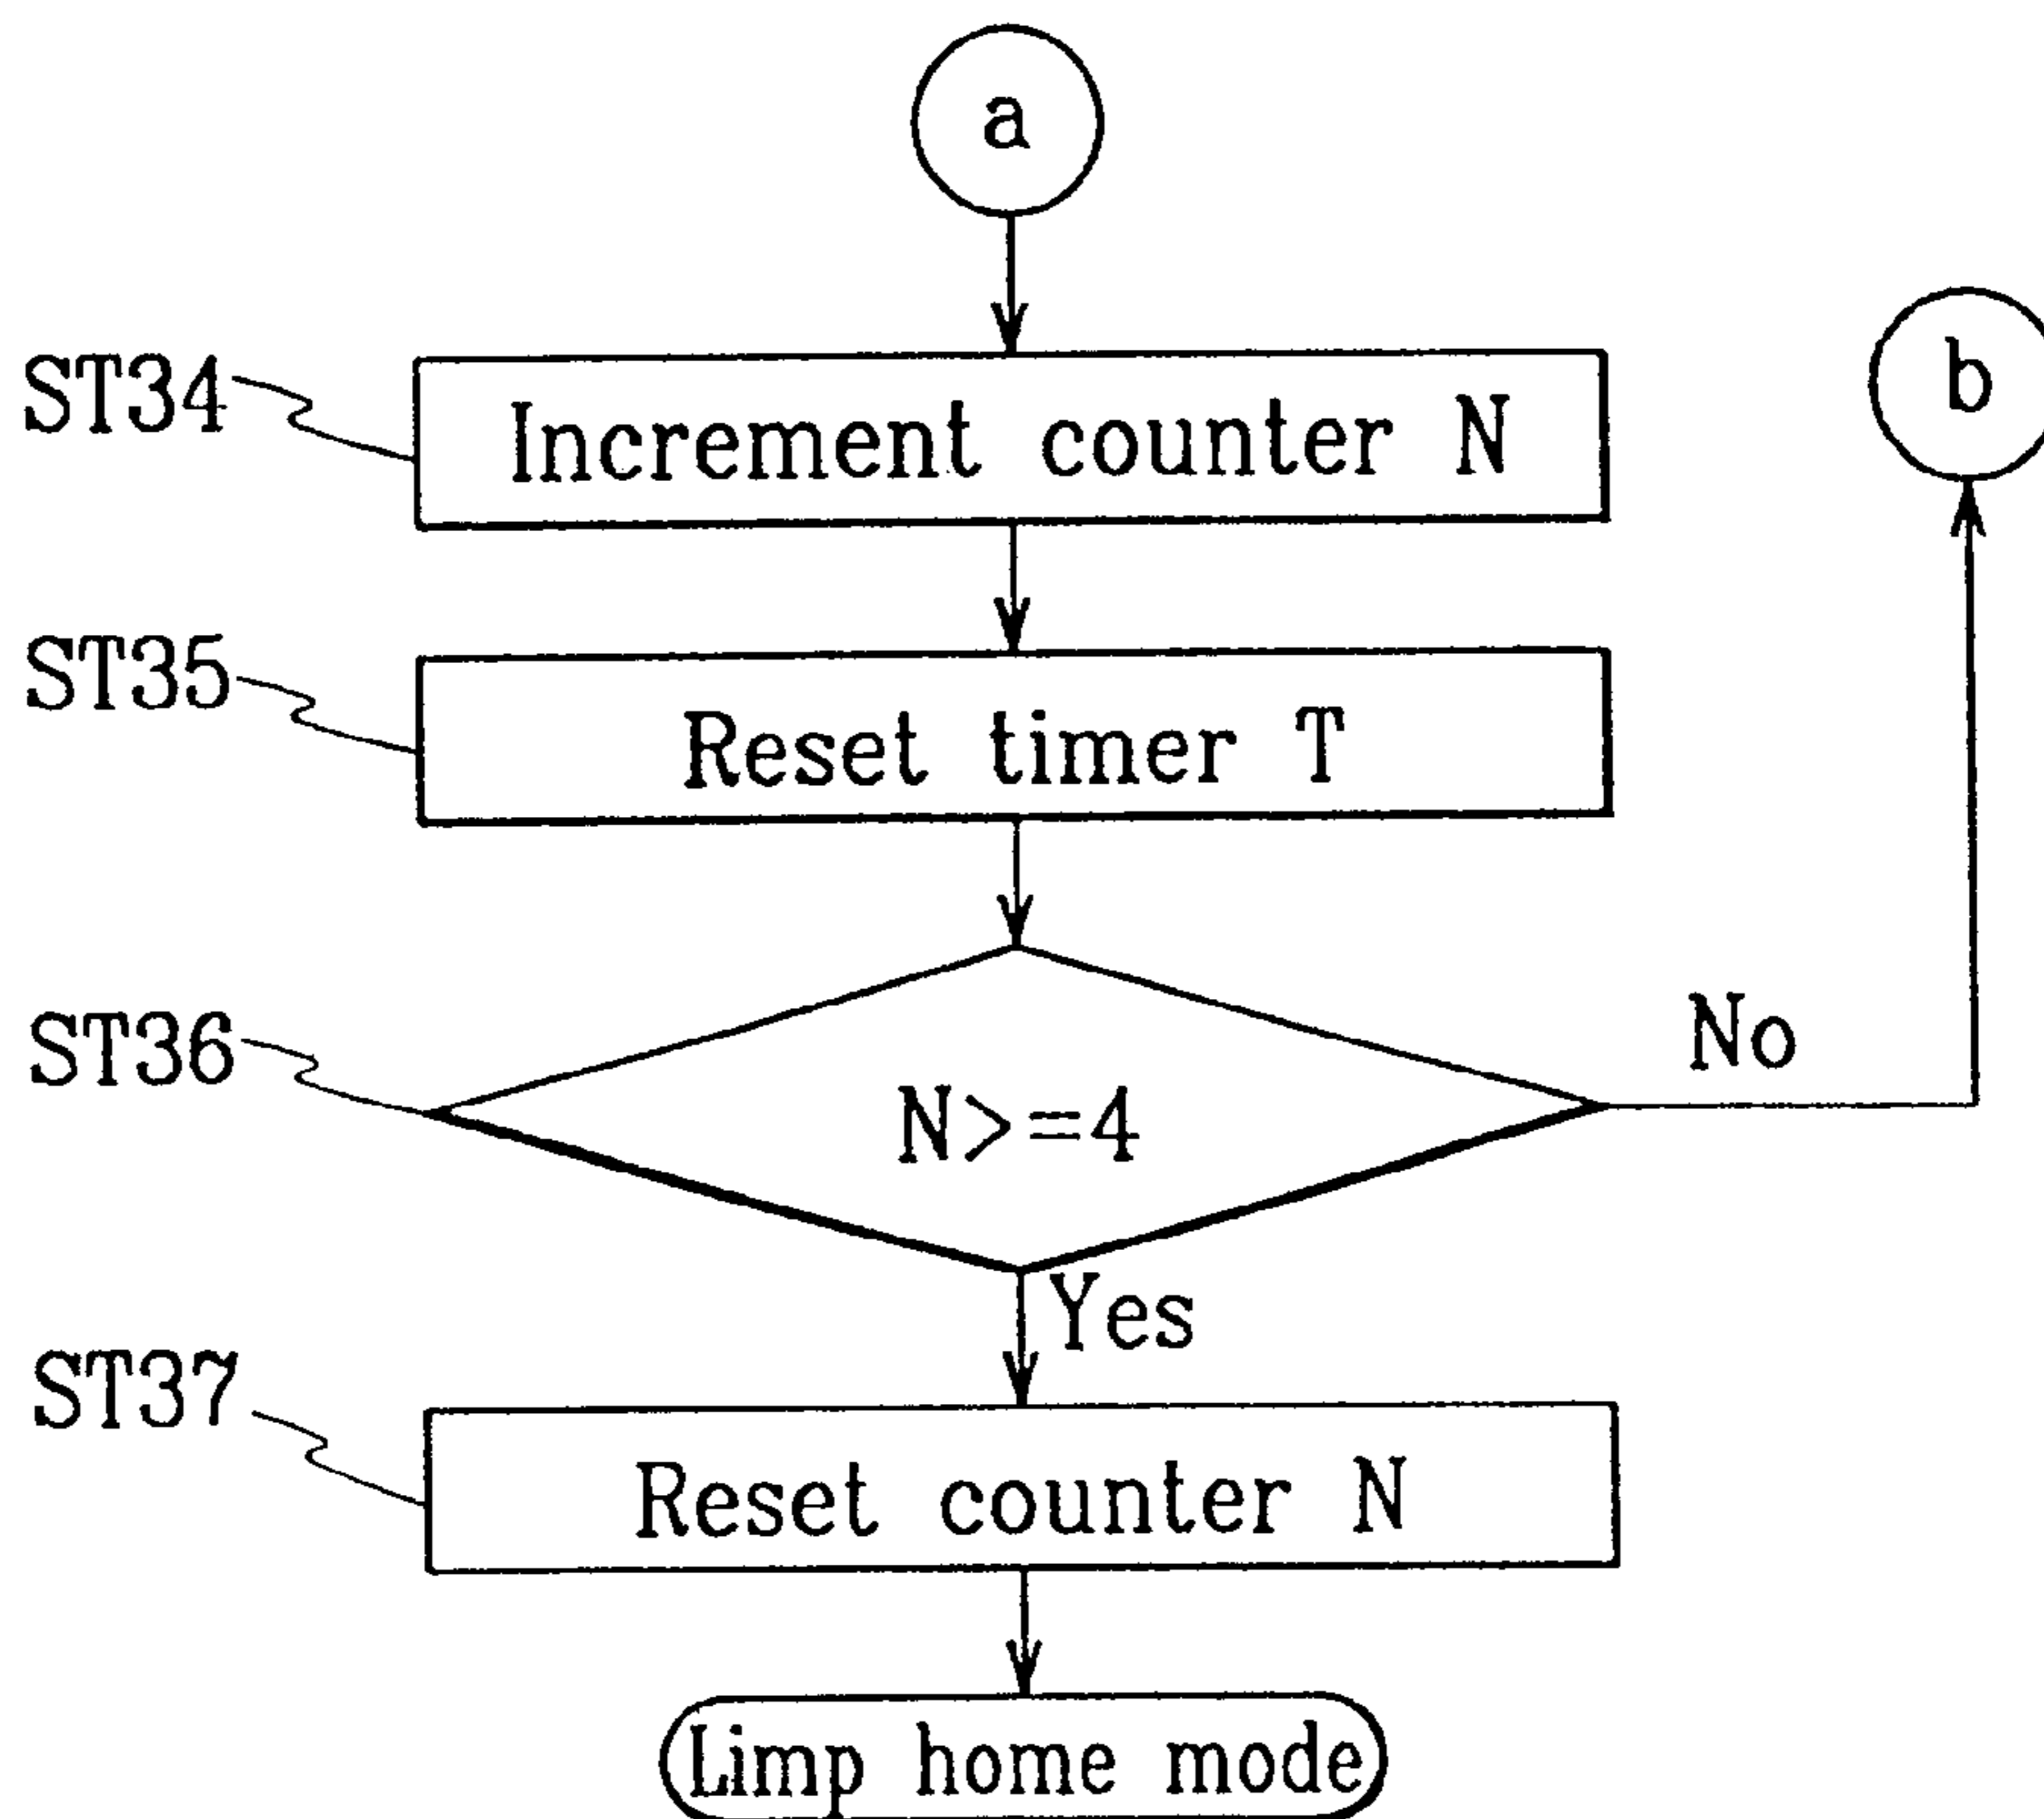 a
b
ST34
Increment counter N
ST35
Reset timer T
ST36
N>=4
No
Yes
ST37
Reset counter N
Limp home mode